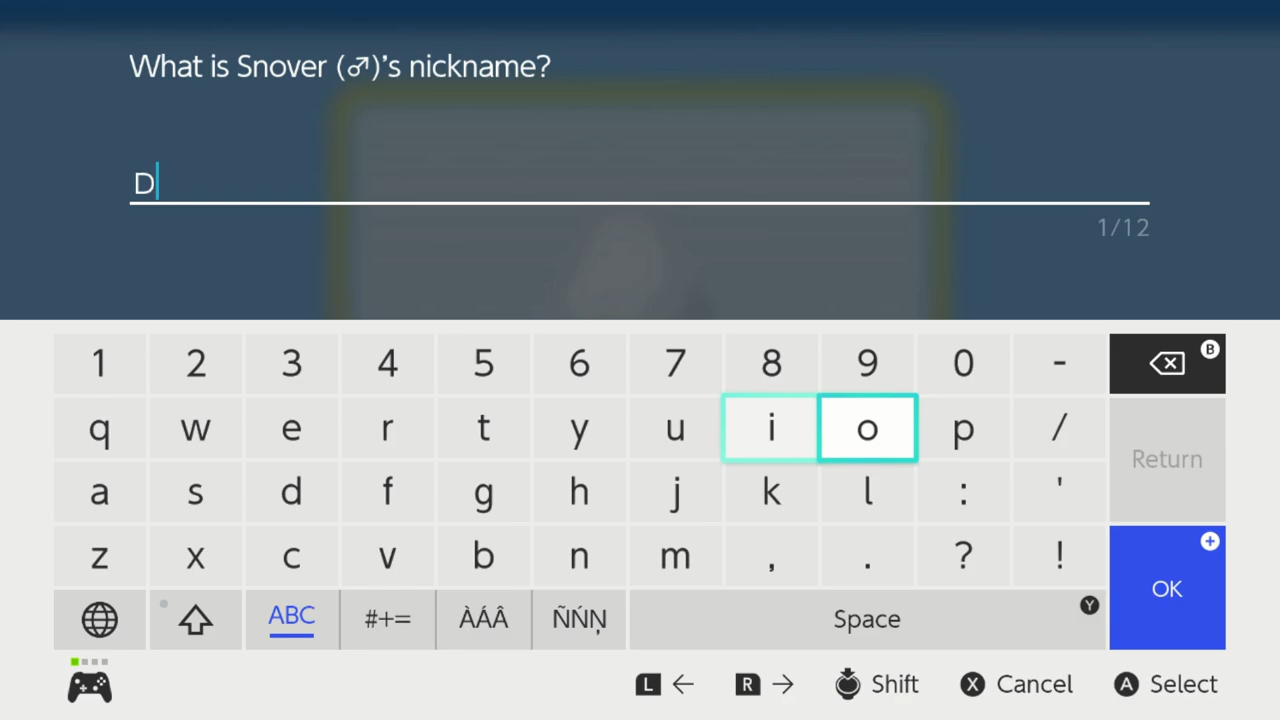 What is Snover (♂)'s nickname?
D
1/12
1 2 3 4 5 6 7 8 9 0 - B
q w e r t y u i o p /
Return
a s d f g h j k l : '
z x c v b n m , . ? ! +
OK
ABC #+= ÀÁÂ ÑŃŅ Space Y
L ← R → Shift X Cancel A Select